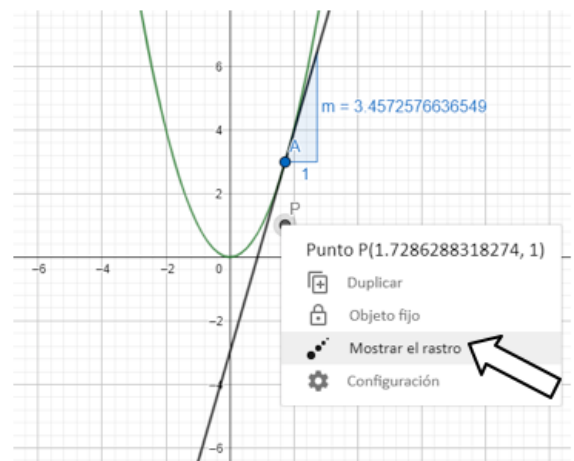 6
m = 3.4572576636549
4
A
1
2
P
Punto P(1.7286288318274, 1)
−6
−4
−2
0
Duplicar
Objeto fijo
−2
Mostrar el rastro
Configuración
−4
−6